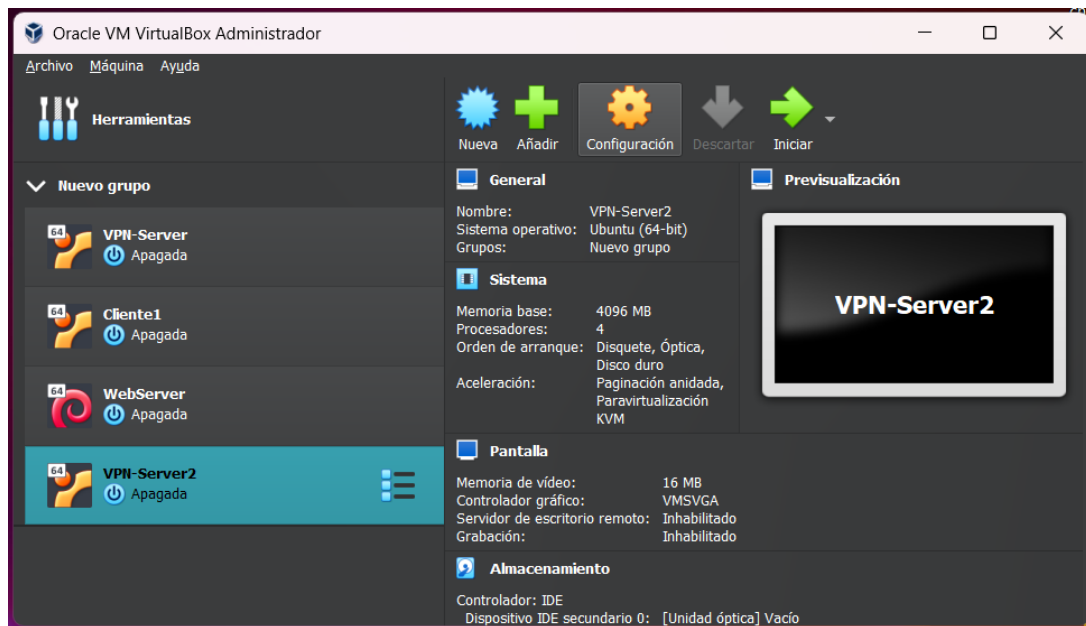 Oracle VM VirtualBox Administrador
Archivo Máquina Ayuda
Herramientas
Nueva Añadir Configuración Descartar Iniciar
Nuevo grupo
64 VPN-Server
Apagada
64 Cliente1
Apagada
64 WebServer
Apagada
64 VPN-Server2
Apagada
General
Nombre: VPN-Server2
Sistema operativo: Ubuntu (64-bit)
Grupos: Nuevo grupo
Sistema
Memoria base: 4096 MB
Procesadores: 4
Orden de arranque: Disquete, Óptica,
Disco duro
Aceleración: Paginación anidada,
Paravirtualización
KVM
Previsualización
VPN-Server2
Pantalla
Memoria de vídeo: 16 MB
Controlador gráfico: VMSVGA
Servidor de escritorio remoto: Inhabilitado
Grabación: Inhabilitado
Almacenamiento
Controlador: IDE
Dispositivo IDE secundario 0: [Unidad óptica] Vacío